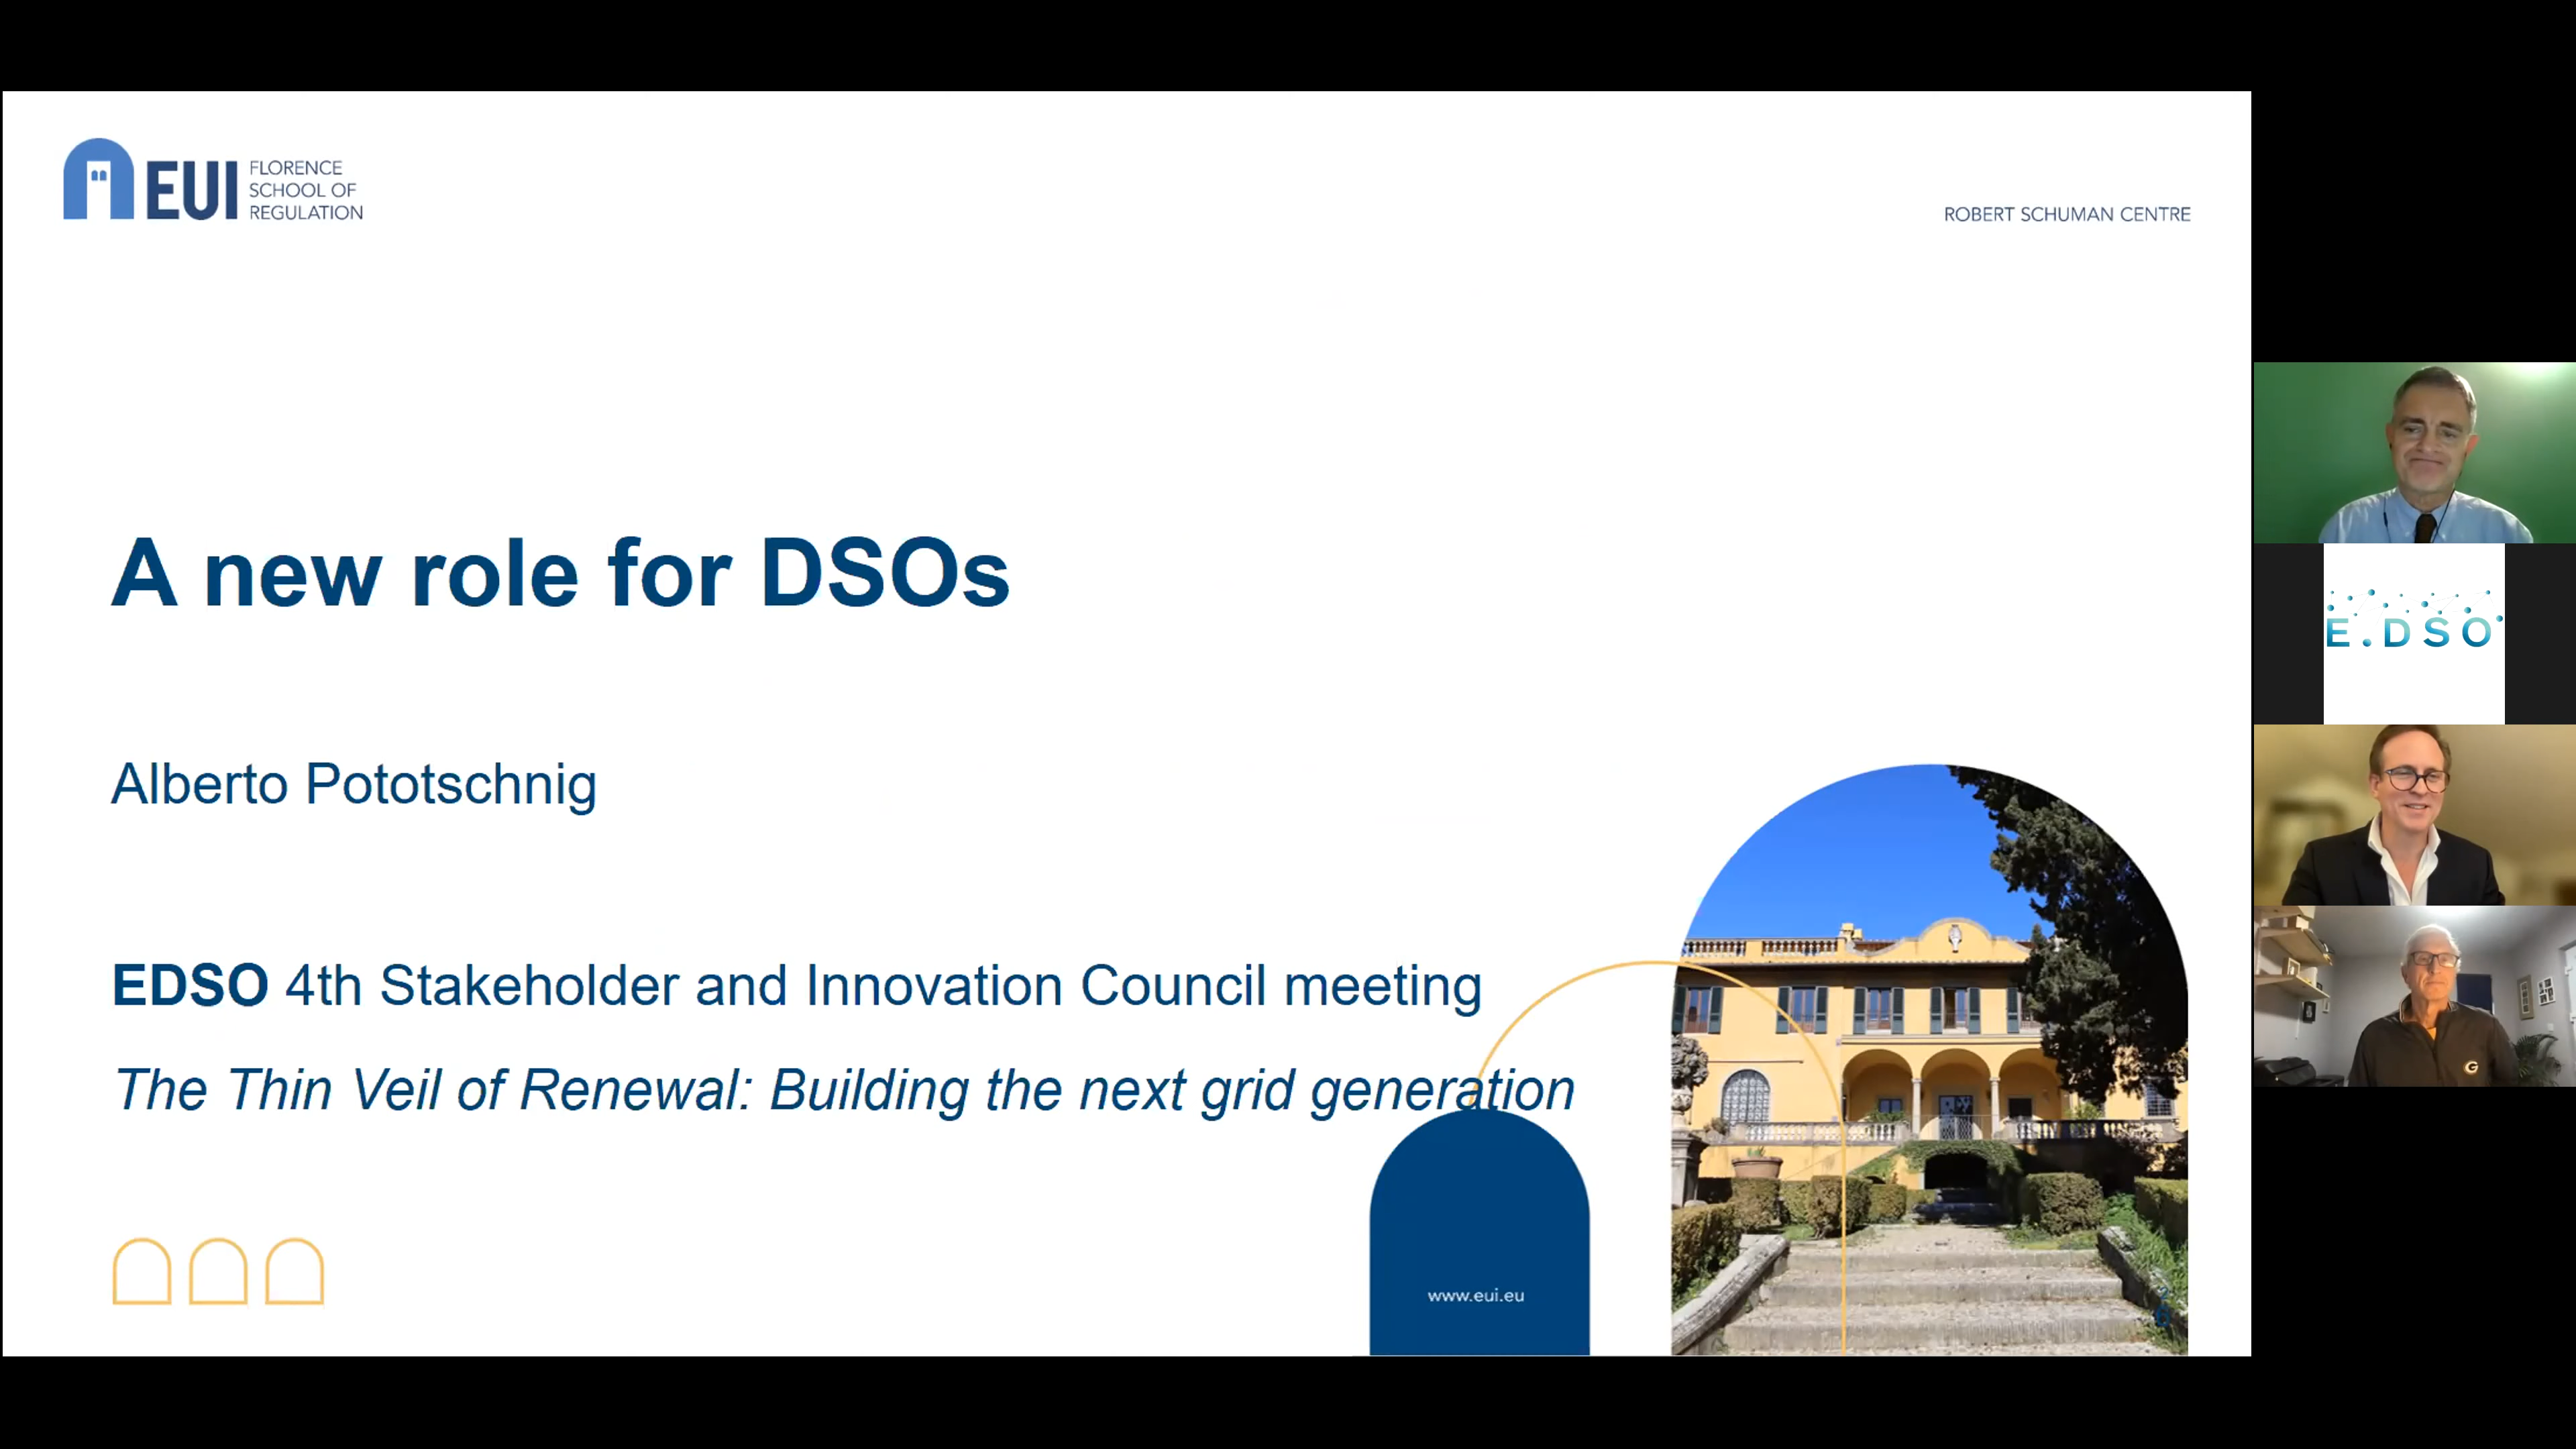 EUI
FLORENCE
SCHOOL OF
REGULATION
ROBERT SCHUMAN CENTRE
A new role for DSOs
Alberto Pototschnig
EDSO 4th Stakeholder and Innovation Council meeting
The Thin Veil of Renewal: Building the next grid generation
www.eui.eu
E.DSO
G